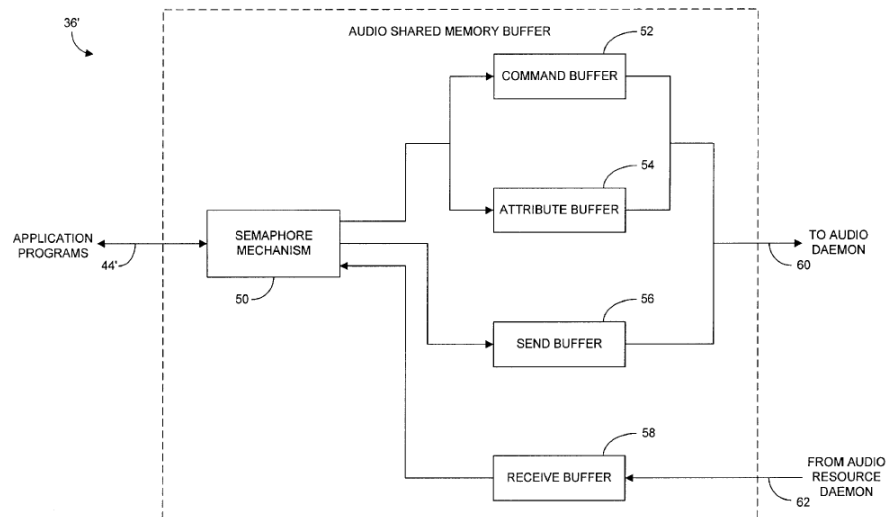 36'
AUDIO SHARED MEMORY BUFFER
52
COMMAND BUFFER
54
ATTRIBUTE BUFFER
APPLICATION
PROGRAMS
44'
SEMAPHORE
MECHANISM
50
TO AUDIO
DAEMON
60
56
SEND BUFFER
58
RECEIVE BUFFER
FROM AUDIO
RESOURCE
DAEMON
62